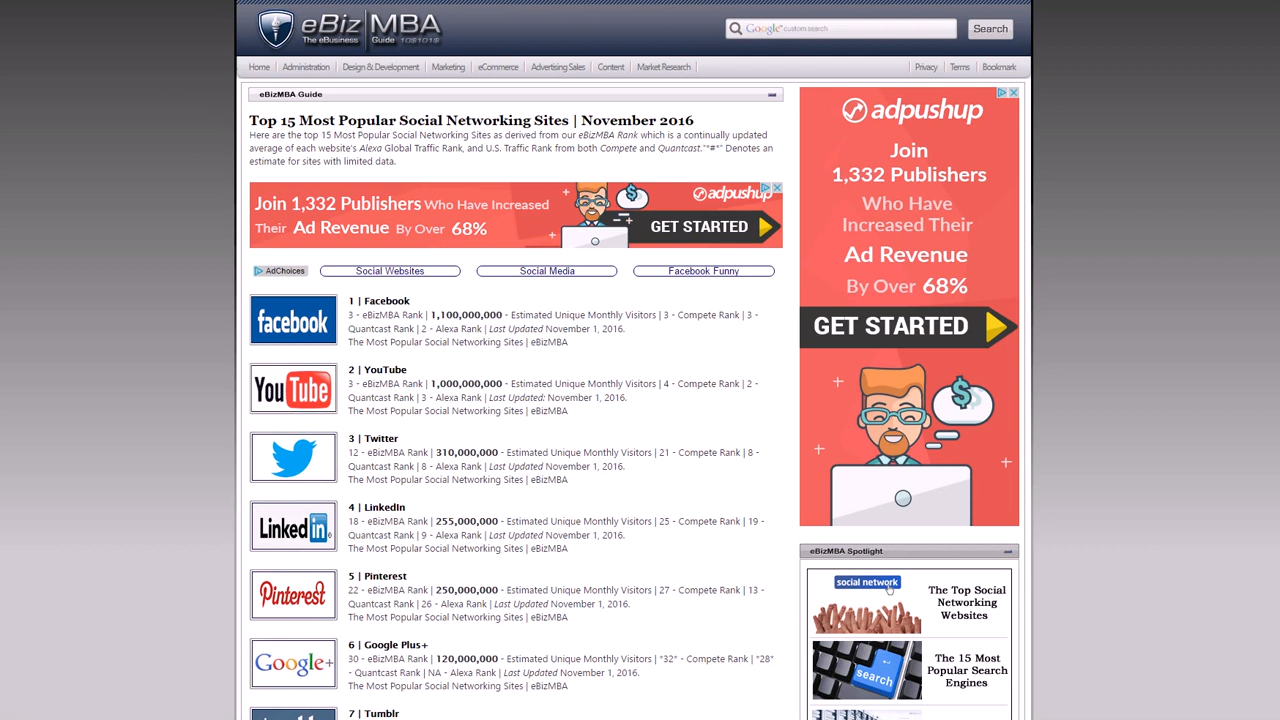 eBiz MBA
The eBusiness Guide
Google™ custom search
Search
Home Administration Design & Development Marketing eCommerce Advertising Sales Content Market Research Privacy Terms Bookmark
eBizMBA Guide
Top 15 Most Popular Social Networking Sites | November 2016
Here are the top 15 Most Popular Social Networking Sites as derived from our eBizMBA Rank which is a continually updated
average of each website's Alexa Global Traffic Rank, and U.S. Traffic Rank from both Compete and Quantcast."*#*" Denotes an
estimate for sites with limited data.
Join 1,332 Publishers Who Have Increased
Their Ad Revenue By Over 68%
adpushup
GET STARTED
AdChoices
Social Websites
Social Media
Facebook Funny
facebook
1 | Facebook
3 - eBizMBA Rank | 1,100,000,000 - Estimated Unique Monthly Visitors | 3 - Compete Rank | 3 -
Quantcast Rank | 2 - Alexa Rank | Last Updated November 1, 2016.
The Most Popular Social Networking Sites | eBizMBA
YouTube
2 | YouTube
3 - eBizMBA Rank | 1,000,000,000 - Estimated Unique Monthly Visitors | 4 - Compete Rank | 2 -
Quantcast Rank | 3 - Alexa Rank | Last Updated: November 1, 2016.
The Most Popular Social Networking Sites | eBizMBA
3 | Twitter
12 - eBizMBA Rank | 310,000,000 - Estimated Unique Monthly Visitors | 21 - Compete Rank | 8 -
Quantcast Rank | 8 - Alexa Rank | Last Updated November 1, 2016.
The Most Popular Social Networking Sites | eBizMBA
Linked in
4 | LinkedIn
18 - eBizMBA Rank | 255,000,000 - Estimated Unique Monthly Visitors | 25 - Compete Rank | 19 -
Quantcast Rank | 9 - Alexa Rank | Last Updated November 1, 2016.
The Most Popular Social Networking Sites | eBizMBA
Pinterest
5 | Pinterest
22 - eBizMBA Rank | 250,000,000 - Estimated Unique Monthly Visitors | 27 - Compete Rank | 13 -
Quantcast Rank | 26 - Alexa Rank | Last Updated November 1, 2016.
The Most Popular Social Networking Sites | eBizMBA
Google+
6 | Google Plus+
30 - eBizMBA Rank | 120,000,000 - Estimated Unique Monthly Visitors | *32* - Compete Rank | *28*
- Quantcast Rank | NA - Alexa Rank | Last Updated November 1, 2016.
The Most Popular Social Networking Sites | eBizMBA
7 | Tumblr
adpushup
Join
1,332 Publishers
Who Have
Increased Their
Ad Revenue
By Over 68%
GET STARTED
eBizMBA Spotlight
social network
The Top Social
Networking
Websites
search
The 15 Most
Popular Search
Engines